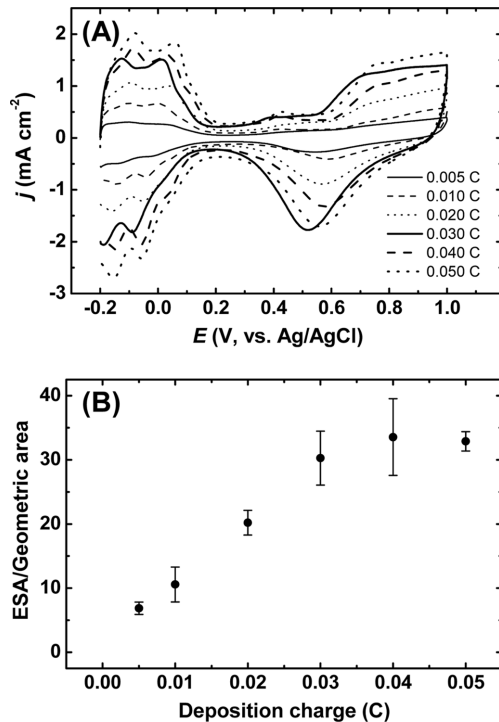 (A)
2
1
0
-1
-2
-3
j (mA cm⁻²)
0.005 C
0.010 C
0.020 C
0.030 C
0.040 C
0.050 C
-0.2 0.0 0.2 0.4 0.6 0.8 1.0
E (V, vs. Ag/AgCl)
(B)
40
30
20
10
0
ESA/Geometric area
0.00 0.01 0.02 0.03 0.04 0.05
Deposition charge (C)